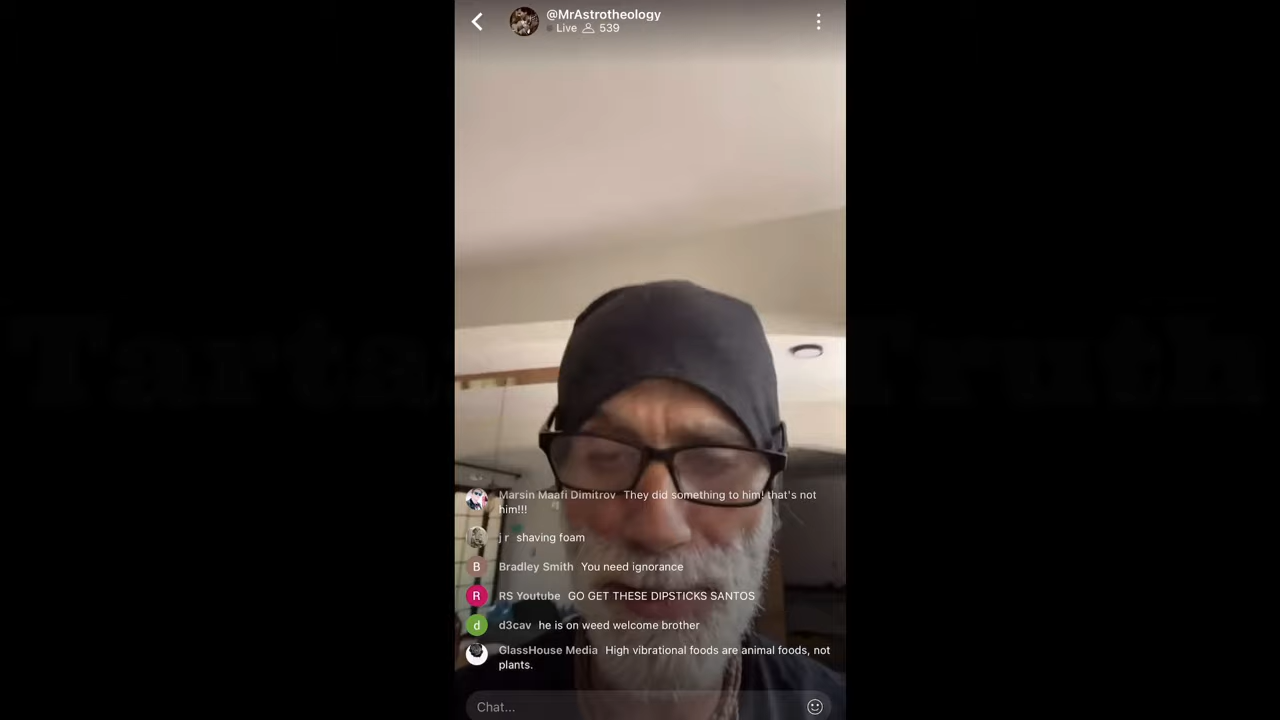 @MrAstrotheology
Live 539
Marsin Maafi Dimitrov They did something to him! that's not
him!!!
j r shaving foam
B Bradley Smith You need ignorance
R RS Youtube GO GET THESE DIPSTICKS SANTOS
d d3cav he is on weed welcome brother
GlassHouse Media High vibrational foods are animal foods, not
plants.
Chat...
Truth